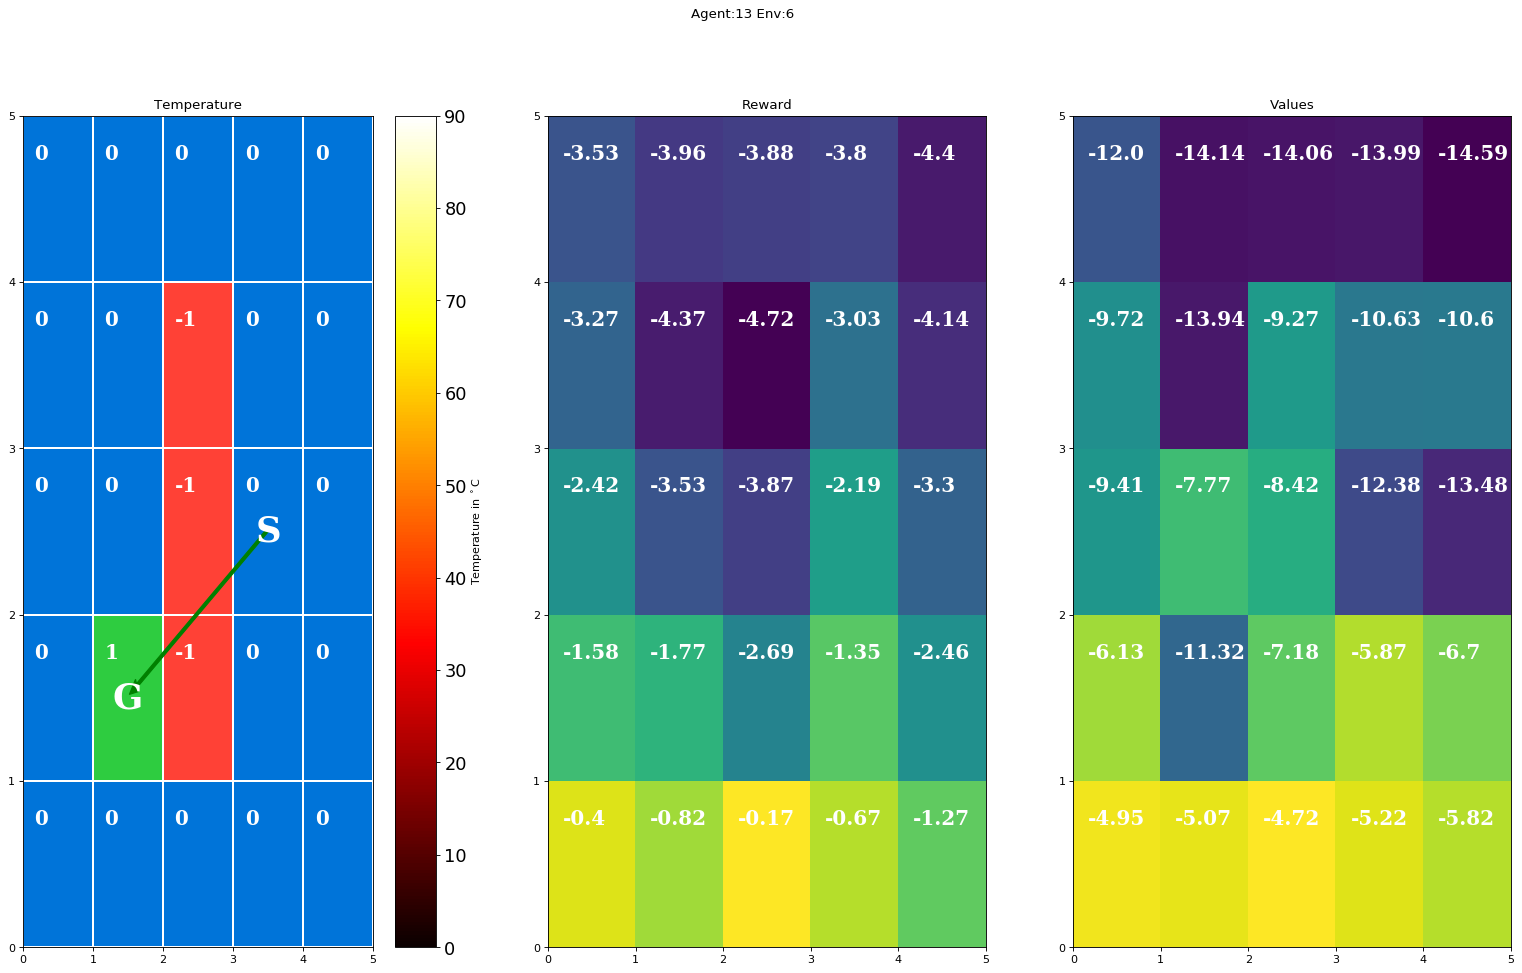 Agent:13 Env:6
Temperature
5
4
3
2
1
0
0 1 2 3 4 5
0 0 0 0 0
0 0 -1 0 0
0 0 -1 0 0
S
0 1 -1 0 0
G
0 0 0 0 0
90
80
70
60
50
40
30
20
10
0
Temperature in °C
Reward
5
4
3
2
1
0
0 1 2 3 4 5
-3.53 -3.96 -3.88 -3.8 -4.4
-3.27 -4.37 -4.72 -3.03 -4.14
-2.42 -3.53 -3.87 -2.19 -3.3
-1.58 -1.77 -2.69 -1.35 -2.46
-0.4 -0.82 -0.17 -0.67 -1.27
Values
5
4
3
2
1
0
0 1 2 3 4 5
-12.0 -14.14 -14.06 -13.99 -14.59
-9.72 -13.94 -9.27 -10.63 -10.6
-9.41 -7.77 -8.42 -12.38 -13.48
-6.13 -11.32 -7.18 -5.87 -6.7
-4.95 -5.07 -4.72 -5.22 -5.82